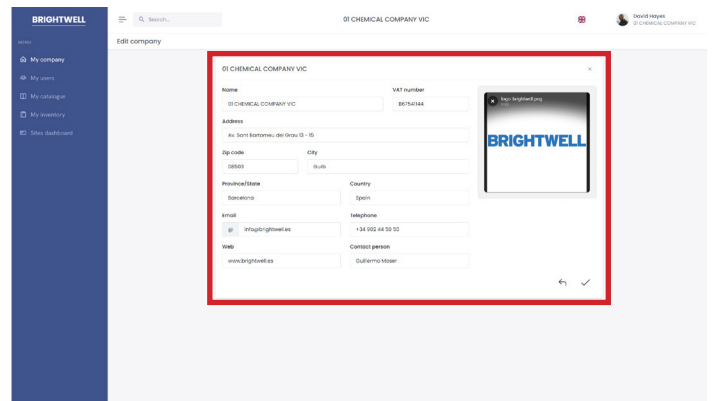 BRIGHTWELL
Search...
01 CHEMICAL COMPANY VIC
David Hayes
01 CHEMICAL COMPANY VIC
MENU
Edit company
My company
My users
My catalogue
My inventory
Sites dashboard
01 CHEMICAL COMPANY VIC
×
Name
VAT number
01 CHEMICAL COMPANY VIC
B67541144
Address
Av. Sant Bartomeu del Grau 13 - 15
Zip code
City
08503
Gurb
Province/State
Country
Barcelona
Spain
Email
Telephone
@ info@brightwell.es
+34 902 44 50 50
Web
Contact person
www.brightwell.es
Guillermo Moser
logo-brightwell.png
BRIGHTWELL